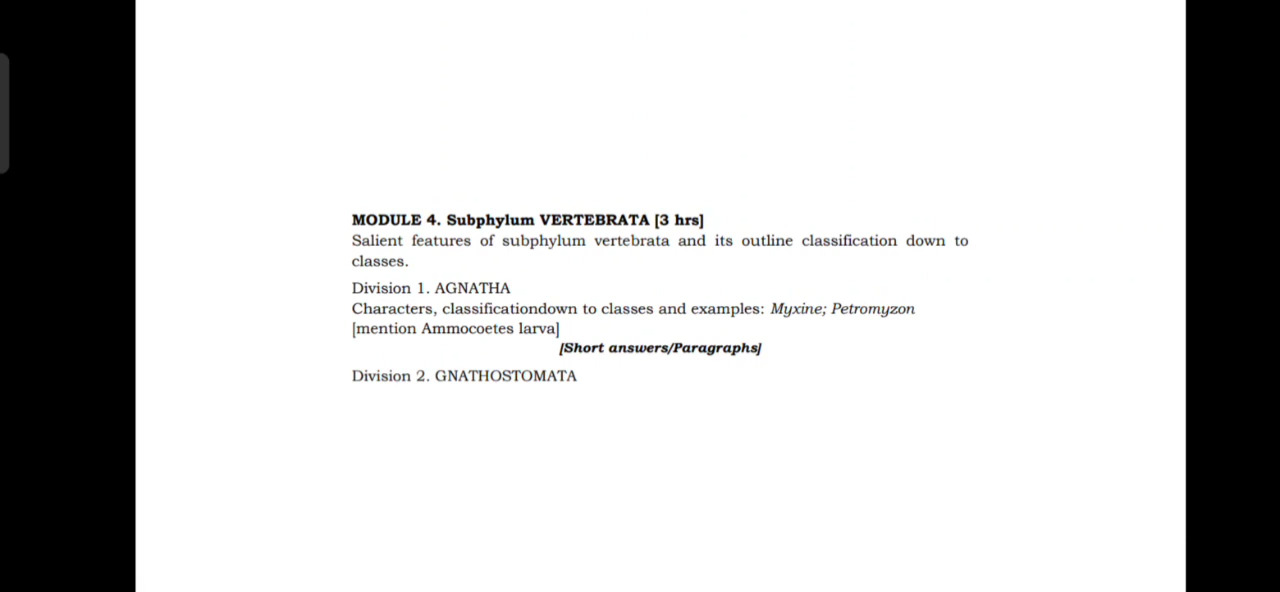 MODULE 4. Subphylum VERTEBRATA [3 hrs]
Salient features of subphylum vertebrata and its outline classification down to
classes.
Division 1. AGNATHA
Characters, classificationdown to classes and examples: Myxine; Petromyzon
[mention Ammocoetes larva]
[Short answers/Paragraphs]
Division 2. GNATHOSTOMATA